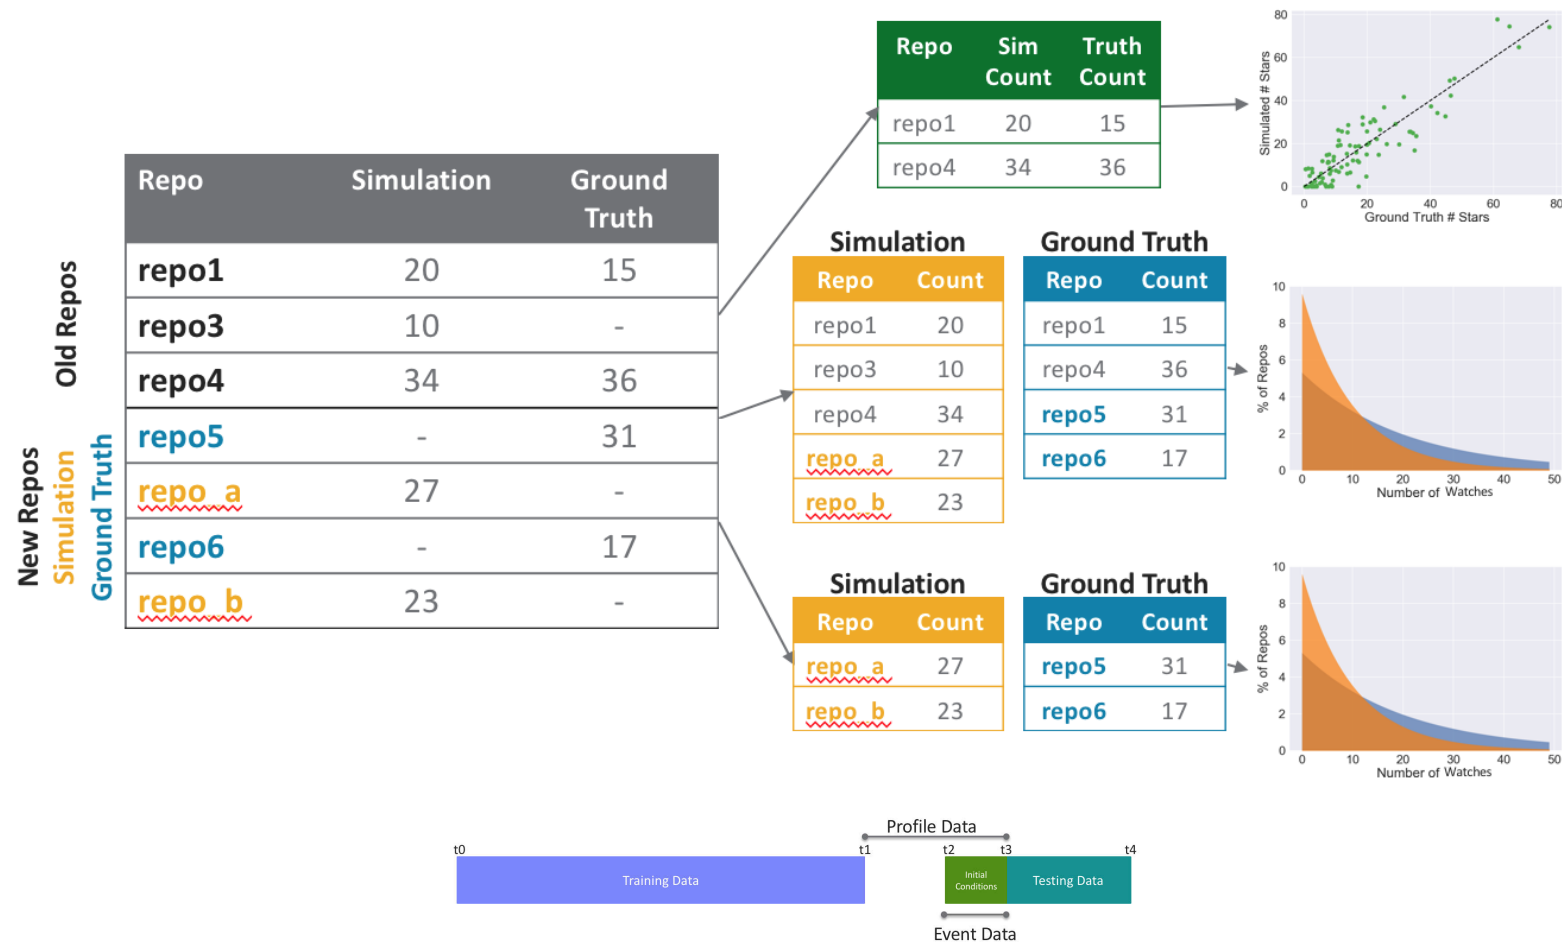 Repo Simulation Ground
Truth
repo1 20 15
repo3 10 -
repo4 34 36
repo5 - 31
repo_a 27 -
repo6 - 17
repo_b 23 -
Old Repos
New Repos
Simulation
Ground Truth
Repo Sim Truth
Count Count
repo1 20 15
repo4 34 36
80
60
40
20
0
Simulated # Stars
0 20 40 60 80
Ground Truth # Stars
Simulation
Repo Count
repo1 20
repo3 10
repo4 34
repo_a 27
repo_b 23
Ground Truth
Repo Count
repo1 15
repo4 36
repo5 31
repo6 17
10
8
6
4
2
0
% of Repos
0 10 20 30 40 50
Number of Watches
Simulation
Repo Count
repo_a 27
repo_b 23
Ground Truth
Repo Count
repo5 31
repo6 17
10
8
6
4
2
0
% of Repos
0 10 20 30 40 50
Number of Watches
Profile Data
t0 t1 t2 t3 t4
Training Data
Initial
Conditions
Testing Data
Event Data